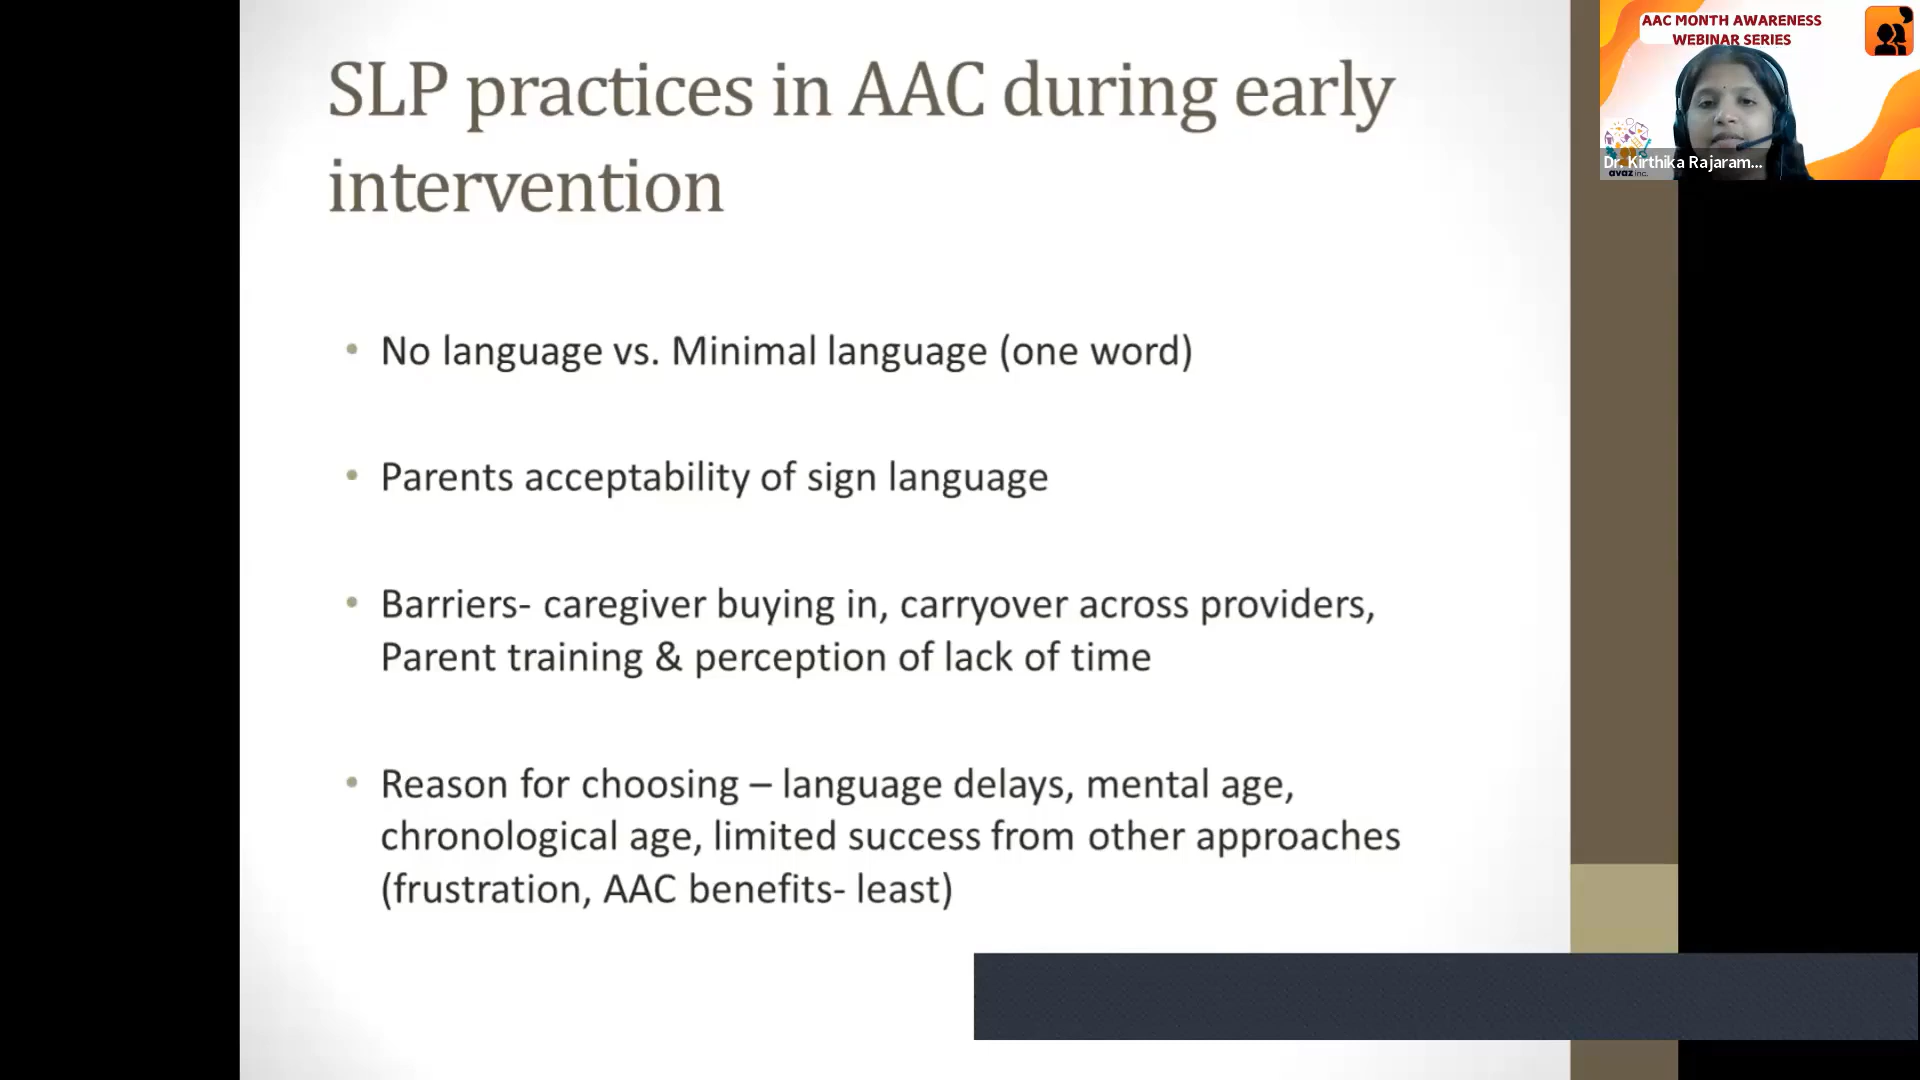 SLP practices in AAC during early
intervention
• No language vs. Minimal language (one word)
• Parents acceptability of sign language
• Barriers- caregiver buying in, carryover across providers,
Parent training & perception of lack of time
• Reason for choosing – language delays, mental age,
chronological age, limited success from other approaches
(frustration, AAC benefits- least)
AAC MONTH AWARENESS
WEBINAR SERIES
Dr. Kirthika Rajaram...
avaz inc.